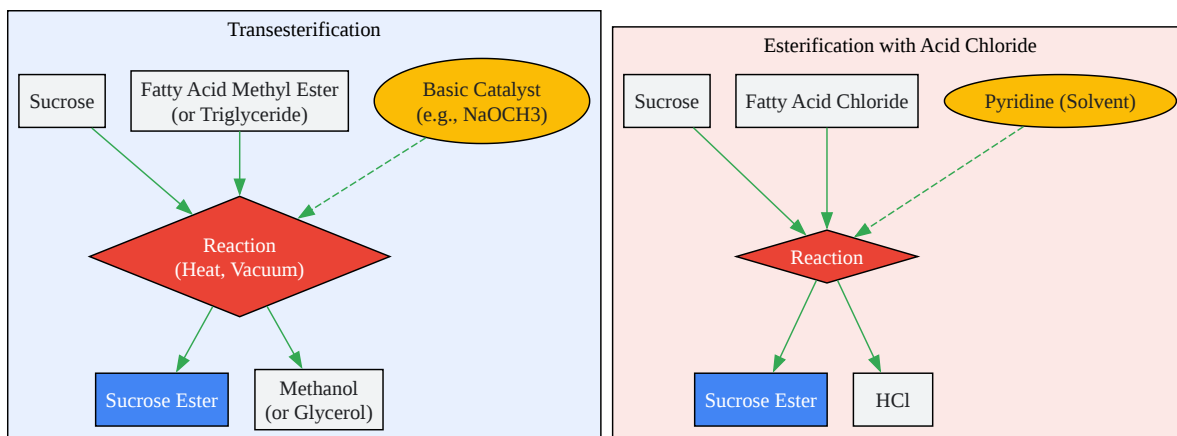 Transesterification
Sucrose
Fatty Acid Methyl Ester
(or Triglyceride)
Basic Catalyst
(e.g., NaOCH3)
Reaction
(Heat, Vacuum)
Sucrose Ester
Methanol
(or Glycerol)
Esterification with Acid Chloride
Sucrose
Fatty Acid Chloride
Pyridine (Solvent)
Reaction
Sucrose Ester
HCl